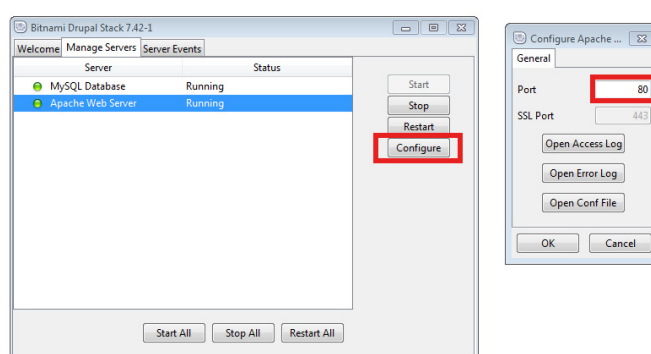 Bitnami Drupal Stack 7.42-1
Welcome Manage Servers Server Events
Server Status
MySQL Database Running
Apache Web Server Running
Start
Stop
Restart
Configure
Start All Stop All Restart All
Configure Apache ...
General
Port 80
SSL Port 443
Open Access Log
Open Error Log
Open Conf File
OK Cancel